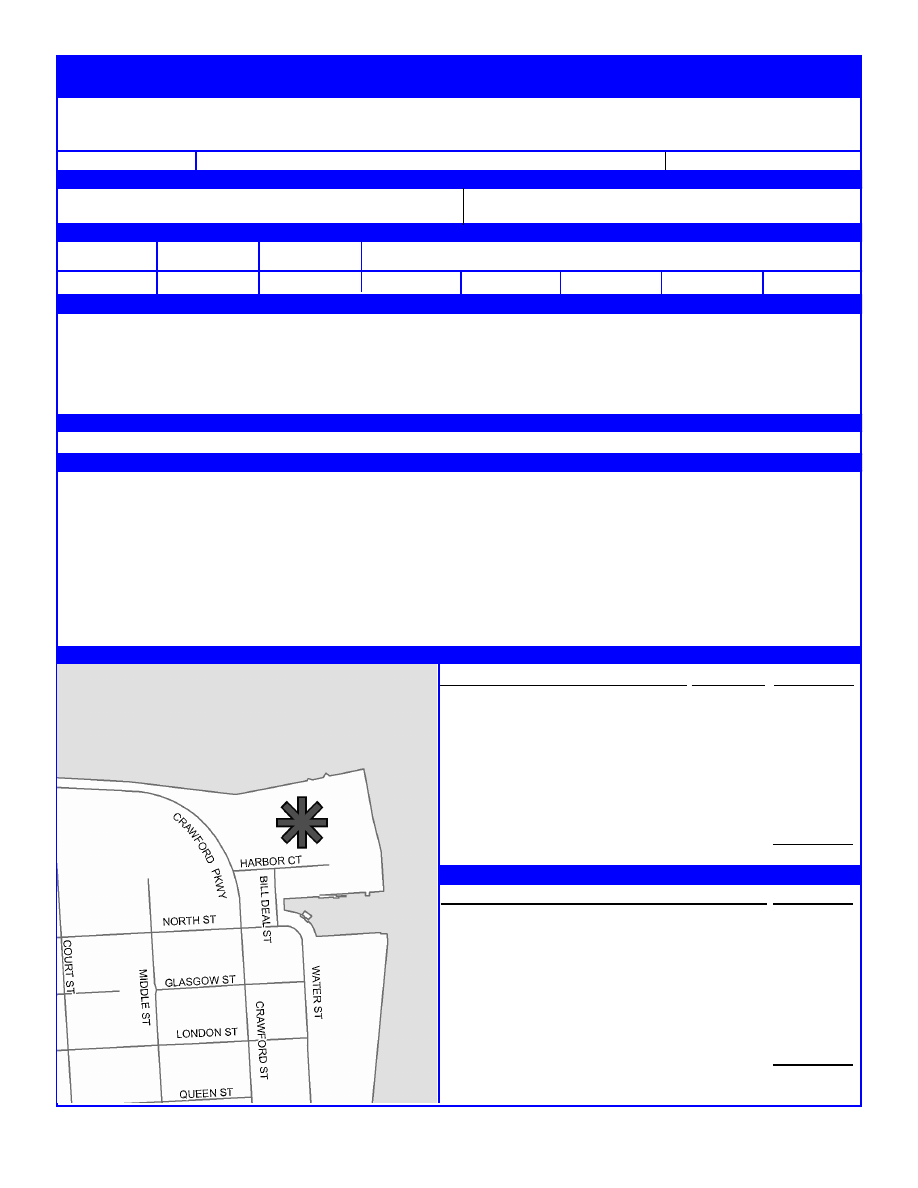 CRAWFORD PKWY
HARBOR CT
BILL DEAL ST
NORTH ST
COURT ST
MIDDLE ST
GLASGOW ST
WATER ST
CRAWFORD ST
LONDON ST
QUEEN ST